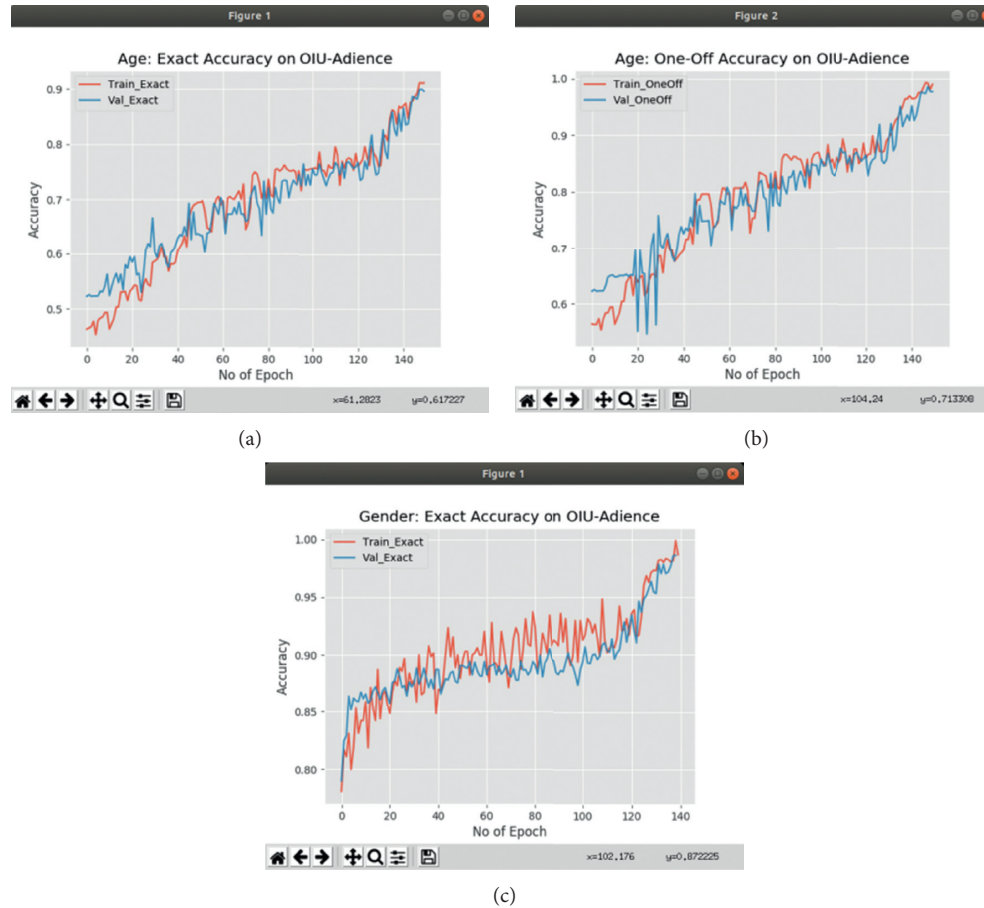 Figure 1
Age: Exact Accuracy on OIU-Adience
Train_Exact
Val_Exact
0.9
0.8
0.7
0.6
0.5
Accuracy
0 20 40 60 80 100 120 140
No of Epoch
x=61.2823 y=0.617227
(a)
Figure 2
Age: One-Off Accuracy on OIU-Adience
Train_OneOff
Val_OneOff
1.0
0.9
0.8
0.7
0.6
Accuracy
0 20 40 60 80 100 120 140
No of Epoch
x=104.24 y=0.713308
(b)
Figure 1
Gender: Exact Accuracy on OIU-Adience
Train_Exact
Val_Exact
1.00
0.95
0.90
0.85
0.80
Accuracy
0 20 40 60 80 100 120 140
No of Epoch
x=102.176 y=0.872225
(c)